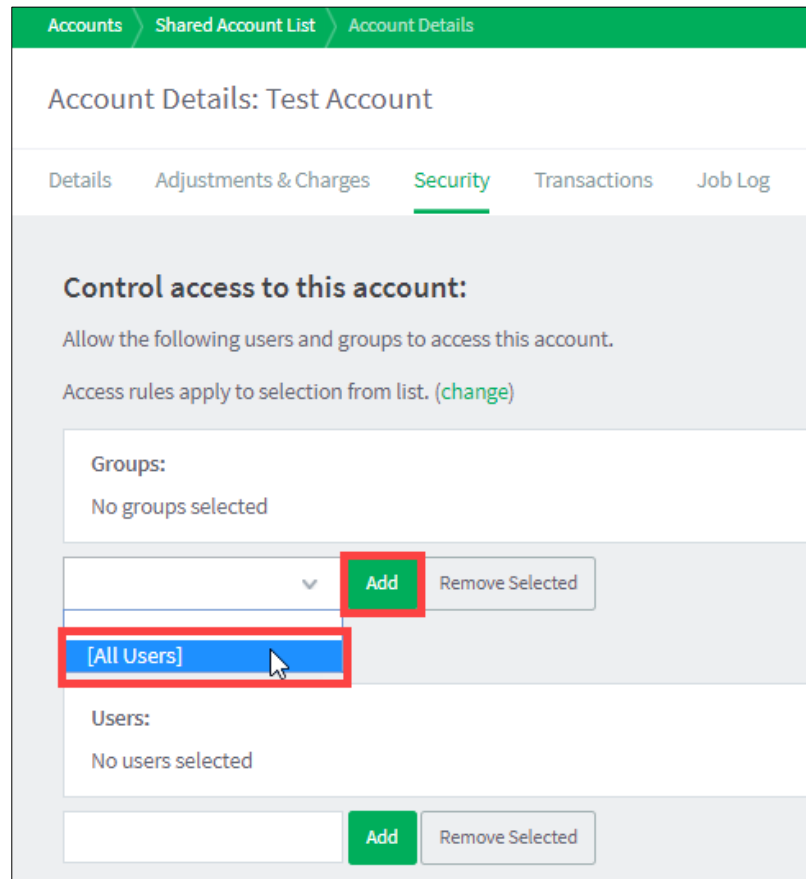 Accounts Shared Account List Account Details
Account Details: Test Account
Details Adjustments & Charges Security Transactions Job Log
Control access to this account:
Allow the following users and groups to access this account.
Access rules apply to selection from list. (change)
Groups:
No groups selected
Add Remove Selected
[All Users]
Users:
No users selected
Add Remove Selected